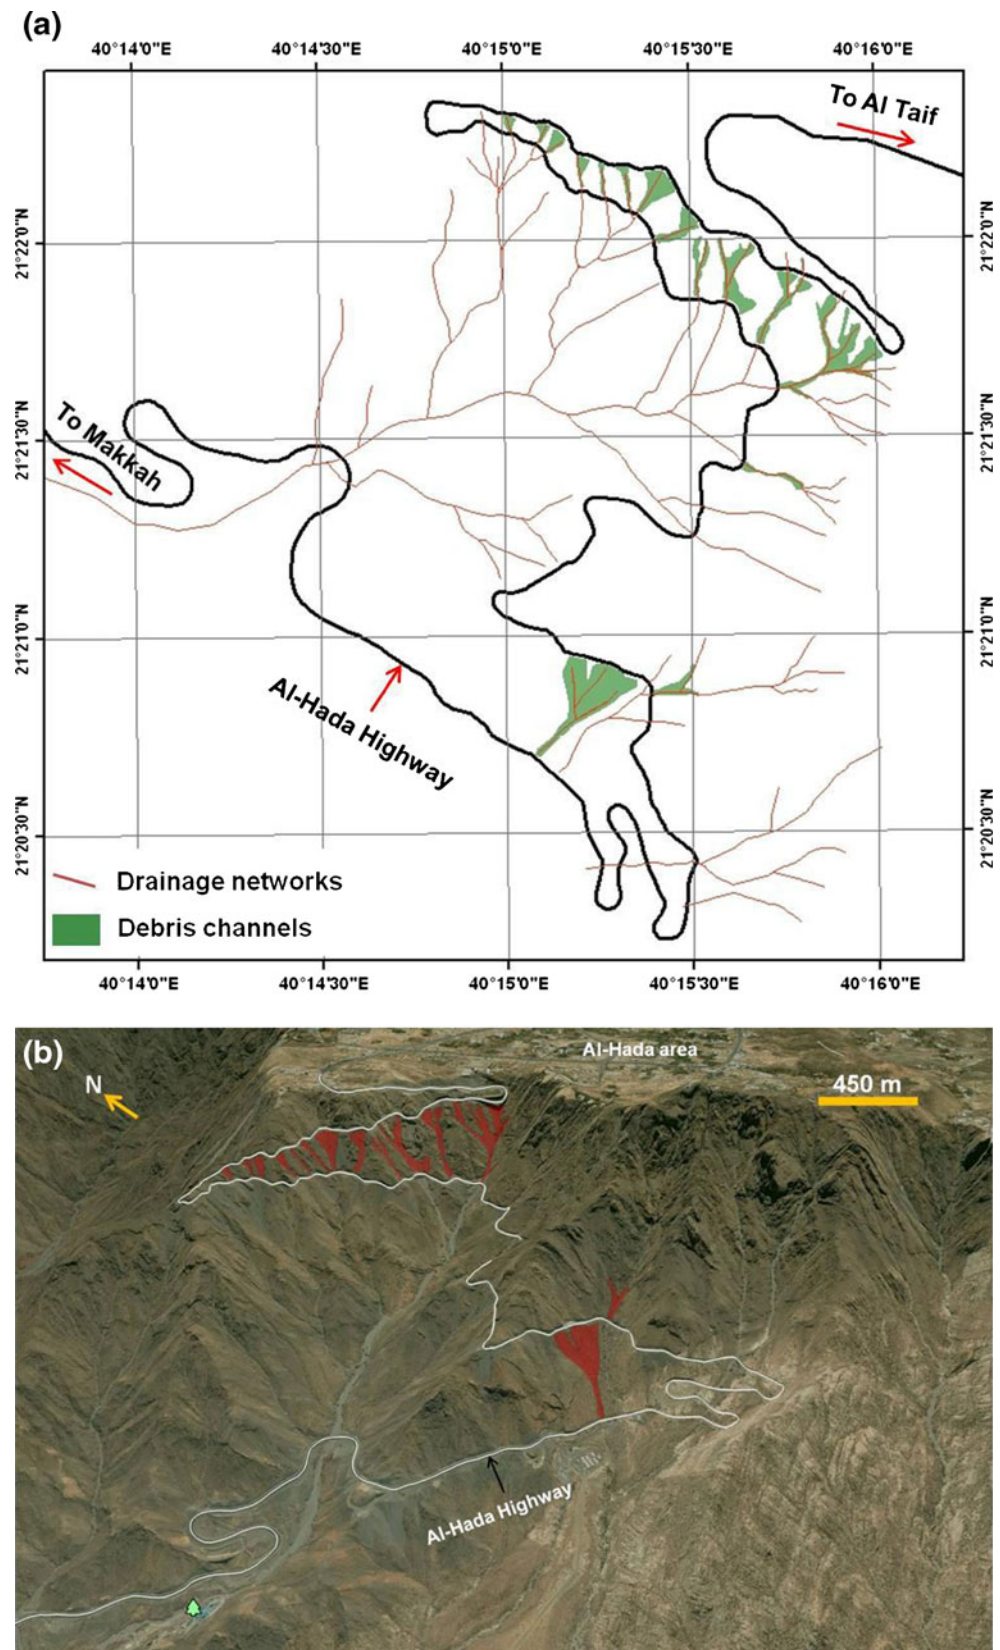 (a)
40°14'0"E 40°14'30"E 40°15'0"E 40°15'30"E 40°16'0"E
To Al Taif
21°22'0"N
21°22'0"N
21°21'30"N
21°21'30"N
To Makkah
21°21'0"N
21°21'0"N
Al-Hada Highway
21°20'30"N
21°20'30"N
Drainage networks
Debris channels
40°14'0"E 40°14'30"E 40°15'0"E 40°15'30"E 40°16'0"E
(b)
Al-Hada area
N
450 m
Al-Hada Highway